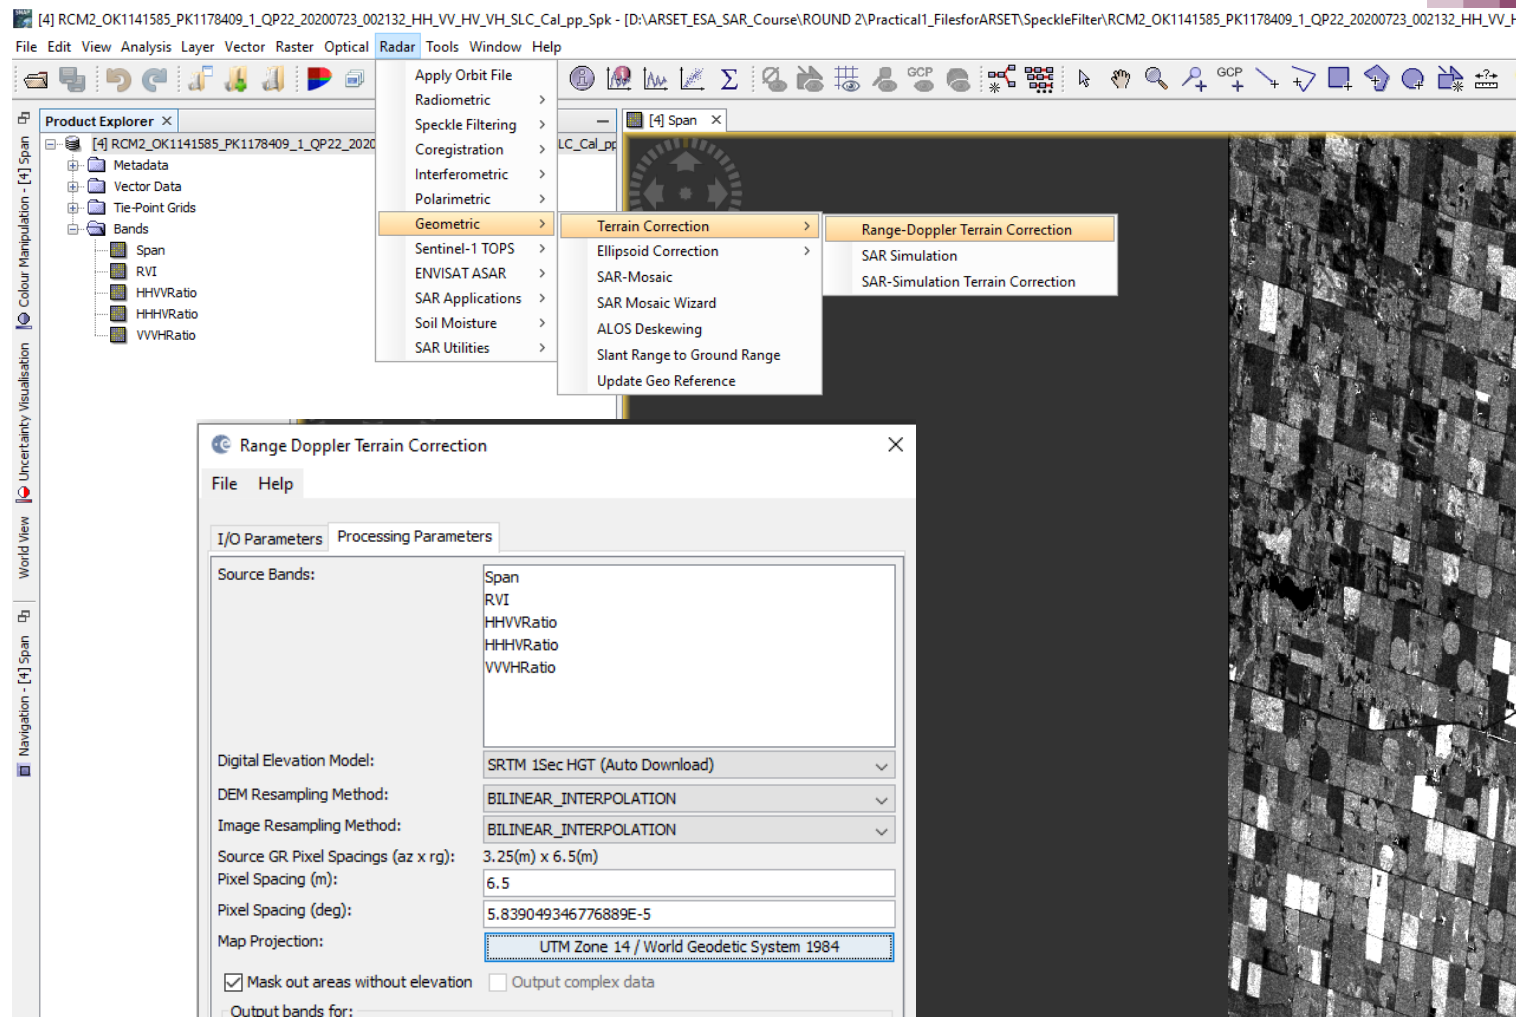 [4] RCM2_OK1141585_PK1178409_1_QP22_20200723_002132_HH_VV_HV_VH_SLC_Cal_pp_Spk - [D:\ARSET_ESA_SAR_Course\ROUND 2\Practical1_FilesforARSET\SpeckleFilter\RCM2_OK1141585_PK1178409_1_QP22_20200723_002132_HH_VV_H
File Edit View Analysis Layer Vector Raster Optical Radar Tools Window Help
GCP
GCP
Product Explorer
[4] Span
[4] RCM2_OK1141585_PK1178409_1_QP22_2020
LC_Cal_pp
Metadata
Vector Data
Tie-Point Grids
Bands
Span
RVI
HHVVRatio
HHHVRatio
VVVHRatio
Apply Orbit File
Radiometric
Speckle Filtering
Coregistration
Interferometric
Polarimetric
Geometric
Sentinel-1 TOPS
ENVISAT ASAR
SAR Applications
Soil Moisture
SAR Utilities
Terrain Correction
Ellipsoid Correction
SAR-Mosaic
SAR Mosaic Wizard
ALOS Deskewing
Slant Range to Ground Range
Update Geo Reference
Range-Doppler Terrain Correction
SAR Simulation
SAR-Simulation Terrain Correction
Colour Manipulation - [4] Span
Uncertainty Visualisation
World View
Navigation - [4] Span
Range Doppler Terrain Correction
File Help
I/O Parameters Processing Parameters
Source Bands:
Span
RVI
HHVVRatio
HHHVRatio
VVVHRatio
Digital Elevation Model: SRTM 1Sec HGT (Auto Download)
DEM Resampling Method: BILINEAR_INTERPOLATION
Image Resampling Method: BILINEAR_INTERPOLATION
Source GR Pixel Spacings (az x rg): 3.25(m) x 6.5(m)
Pixel Spacing (m): 6.5
Pixel Spacing (deg): 5.839049346776889E-5
Map Projection: UTM Zone 14 / World Geodetic System 1984
Mask out areas without elevation Output complex data
Output bands for: